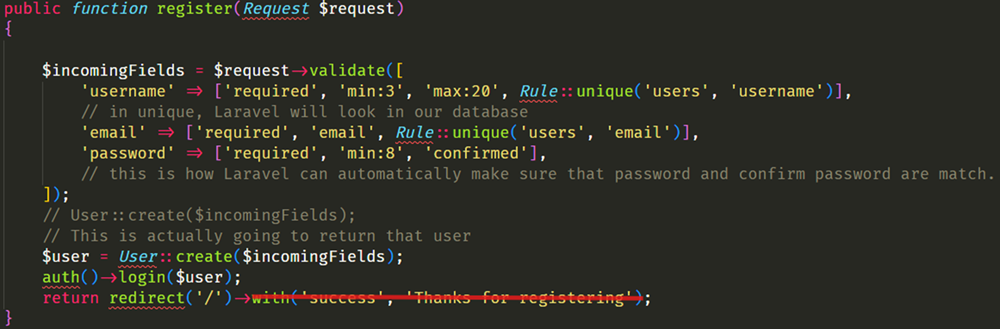 public function register(Request $request)
{
$incomingFields = $request->validate([
'username' => ['required', 'min:3', 'max:20', Rule::unique('users', 'username')],
// in unique, Laravel will look in our database
'email' => ['required', 'email', Rule::unique('users', 'email')],
'password' => ['required', 'min:8', 'confirmed'],
// this is how Laravel can automatically make sure that password and confirm password are match.
]);
// User::create($incomingFields);
// This is actually going to return that user
$user = User::create($incomingFields);
auth()->login($user);
return redirect('/')->with('success', 'Thanks for registering');
}